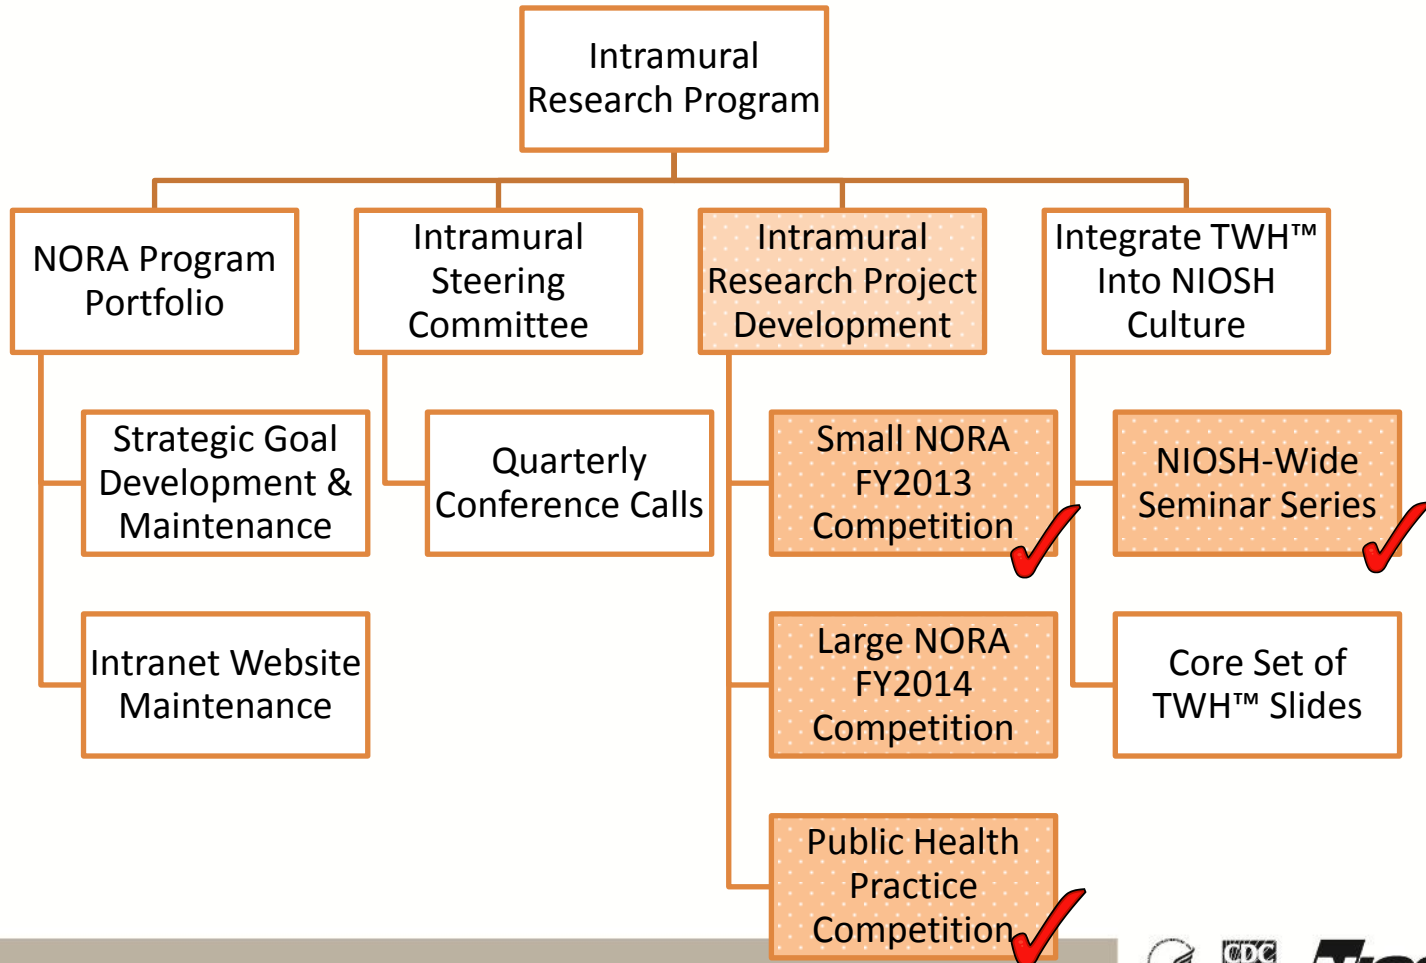 Intramural
Research Program
NORA Program
Portfolio
Intramural
Steering
Committee
Intramural
Research Project
Development
Integrate TWH™
Into NIOSH
Culture
Strategic Goal
Development &
Maintenance
Quarterly
Conference Calls
Small NORA
FY2013
Competition
NIOSH-Wide
Seminar Series
Intranet Website
Maintenance
Large NORA
FY2014
Competition
Core Set of
TWH™ Slides
Public Health
Practice
Competition
CDC